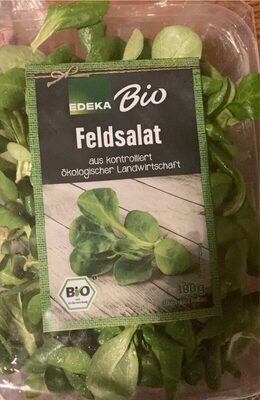 EDEKA Bio
Feldsalat
aus kontrolliert
ökologischer Landwirtschaft
BIO
100g